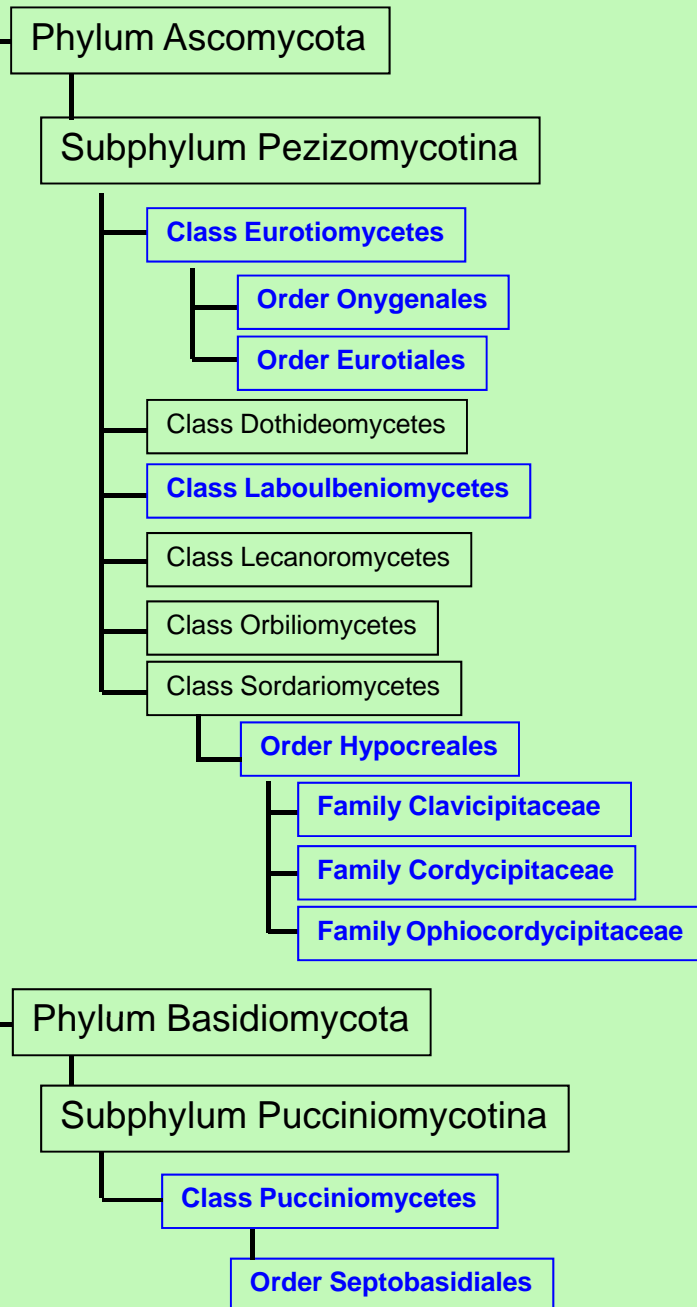 Phylum Ascomycota
Subphylum Pezizomycotina
Class Eurotiomycetes
Order Onygenales
Order Eurotiales
Class Dothideomycetes
Class Laboulbeniomycetes
Class Lecanoromycetes
Class Orbiliomycetes
Class Sordariomycetes
Order Hypocreales
Family Clavicipitaceae
Family Cordycipitaceae
Family Ophiocordycipitaceae
Phylum Basidiomycota
Subphylum Pucciniomycotina
Class Pucciniomycetes
Order Septobasidiales